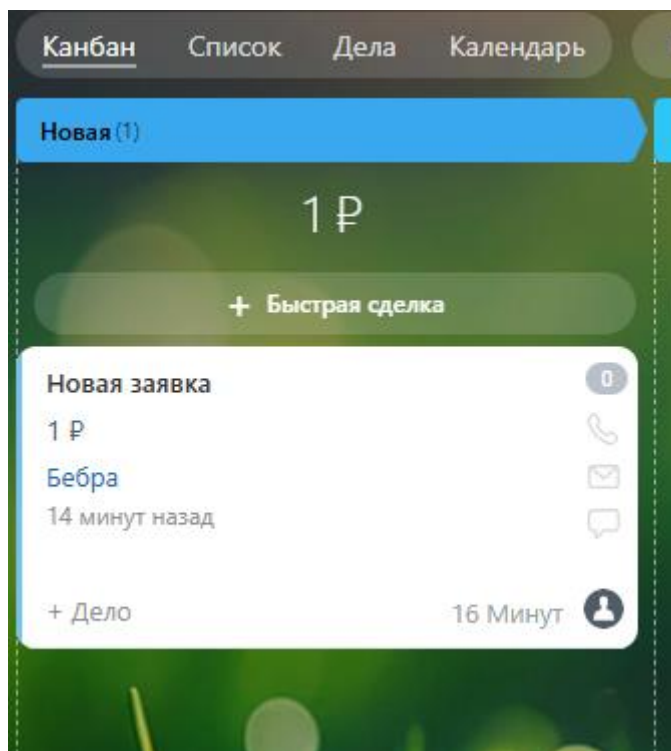 Канбан Список Дела Календарь
Новая (1)
1 ₽
+ Быстрая сделка
Новая заявка
0
1 ₽
Бебра
14 минут назад
+ Дело
16 Минут